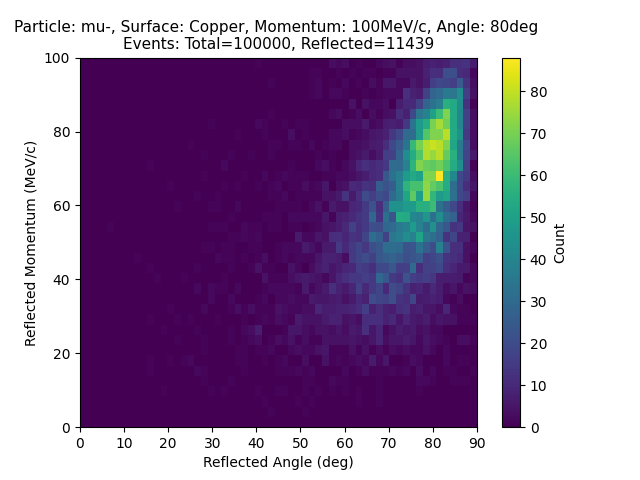 Particle: mu-, Surface: Copper, Momentum: 100MeV/c, Angle: 80deg
Events: Total=100000, Reflected=11439
100
80
60
40
20
0
Reflected Momentum (MeV/c)
0 10 20 30 40 50 60 70 80 90
Reflected Angle (deg)
80
70
60
50
40
30
20
10
0
Count